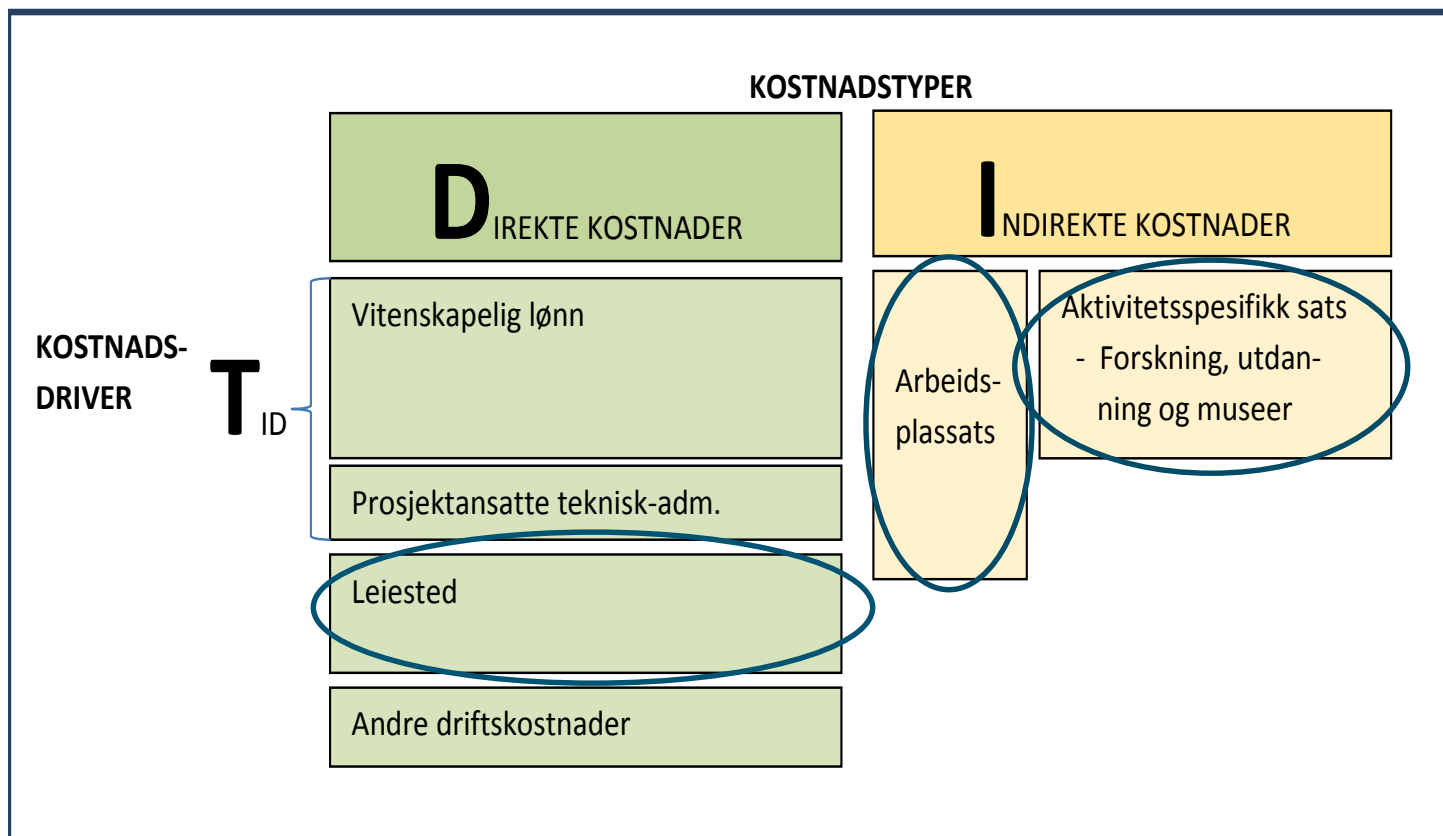 KOSTNADSTYPER
DIREKTE KOSTNADER
INDIREKTE KOSTNADER
KOSTNADS-
DRIVER
TID
Vitenskapelig lønn
Prosjektansatte teknisk-adm.
Leiested
Andre driftskostnader
Arbeids-
plassats
Aktivitetsspesifikk sats
- Forskning, utdan-
ning og museer